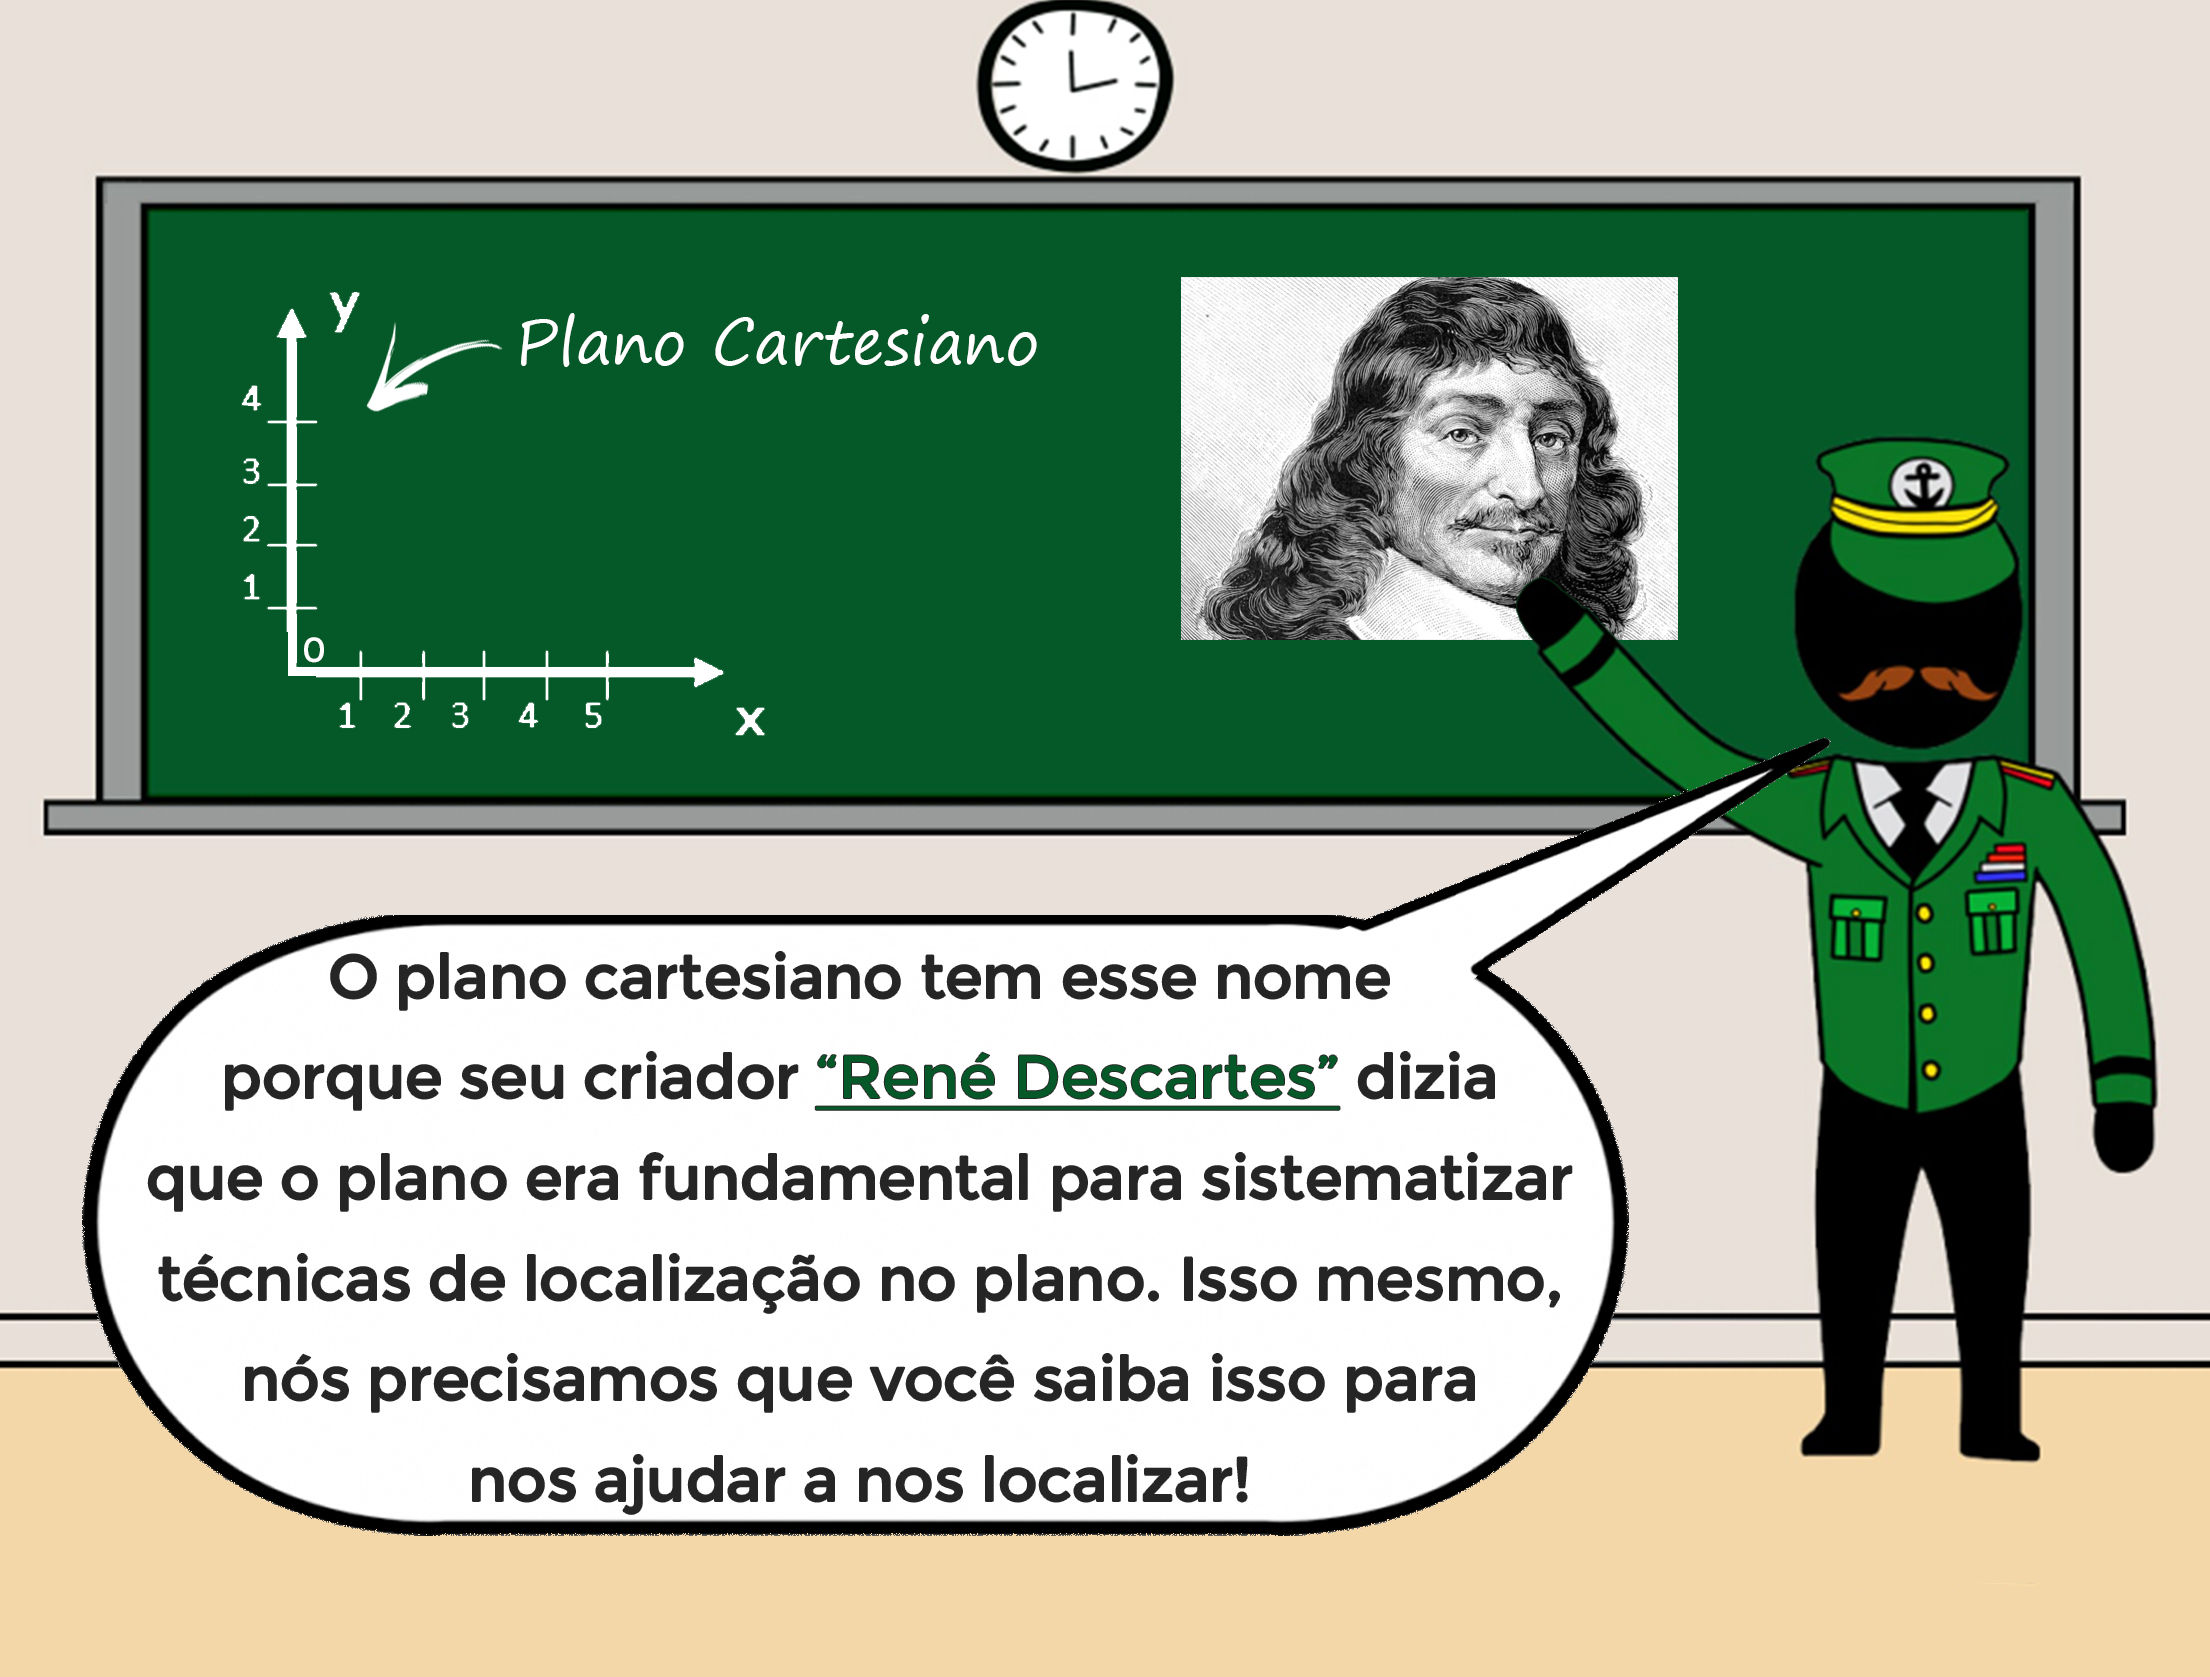 y
Plano Cartesiano
4
3
2
1
0
1 2 3 4 5
x
O plano cartesiano tem esse nome
porque seu criador “René Descartes” dizia
que o plano era fundamental para sistematizar
técnicas de localização no plano. Isso mesmo,
nós precisamos que você saiba isso para
nos ajudar a nos localizar!